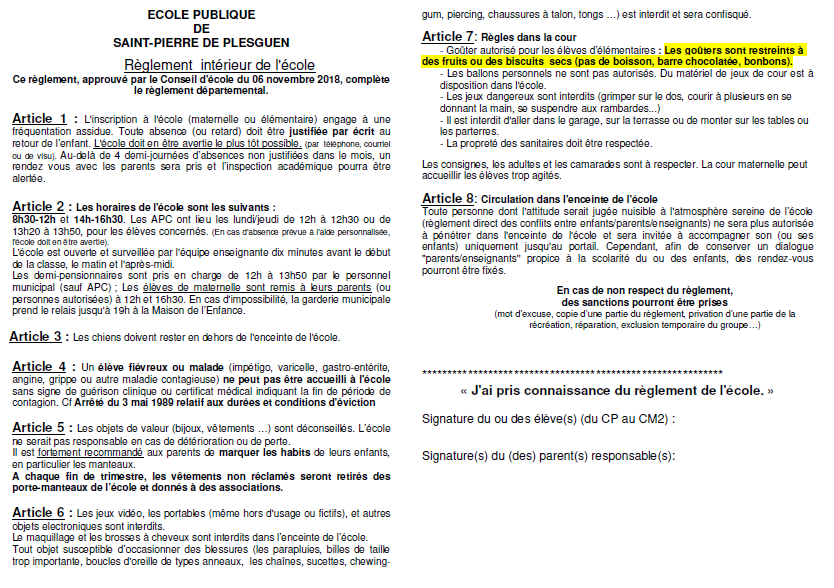 ECOLE PUBLIQUE
DE
SAINT-PIERRE DE PLESGUEN
Règlement intérieur de l'école
Ce règlement, approuvé par le Conseil d'école du 06 novembre 2018, complète
le règlement départemental.
Article 1 : L'inscription à l'école (maternelle ou élémentaire) engage à une
fréquentation assidue. Toute absence (ou retard) doit être justifiée par écrit au
retour de l'enfant. L'école doit en être avertie le plus tôt possible. (par téléphone, courriel
ou de visu). Au-delà de 4 demi-journées d'absences non justifiées dans le mois, un
rendez vous avec les parents sera pris et l'inspection académique pourra être
alertée.
Article 2 : Les horaires de l'école sont les suivants :
8h30-12h et 14h-16h30. Les APC ont lieu les lundi/jeudi de 12h à 12h30 ou de
13h20 à 13h50, pour les élèves concernés. (En cas d'absence prévue à l'aide personnalisée,
l'école doit en être avertie).
L'école est ouverte et surveillée par l'équipe enseignante dix minutes avant le début
de la classe, le matin et l'après-midi.
Les demi-pensionnaires sont pris en charge de 12h à 13h50 par le personnel
municipal (sauf APC) ; Les élèves de maternelle sont remis à leurs parents (ou
personnes autorisées) à 12h et 16h30. En cas d'impossibilité, la garderie municipale
prend le relais jusqu'à 19h à la Maison de l'Enfance.
Article 3 : Les chiens doivent rester en dehors de l'enceinte de l'école.
Article 4 : Un élève fiévreux ou malade (impétigo, varicelle, gastro-entérite,
angine, grippe ou autre maladie contagieuse) ne peut pas être accueilli à l'école
sans signe de guérison clinique ou certificat médical indiquant la fin de période de
contagion. Cf Arrêté du 3 mai 1989 relatif aux durées et conditions d'éviction
Article 5 : Les objets de valeur (bijoux, vêtements ...) sont déconseillés. L'école
ne serait pas responsable en cas de détérioration ou de perte.
Il est fortement recommandé aux parents de marquer les habits de leurs enfants,
en particulier les manteaux.
A chaque fin de trimestre, les vêtements non réclamés seront retirés des
porte-manteaux de l'école et donnés à des associations.
Article 6 : Les jeux vidéo, les portables (même hors d'usage ou fictifs), et autres
objets électroniques sont interdits.
Le maquillage et les brosses à cheveux sont interdits dans l'enceinte de l'école.
Tout objet susceptible d'occasionner des blessures (les parapluies, billes de taille
trop importante, boucles d'oreille de types anneaux, les chaînes, sucettes, chewing-
gum, piercing, chaussures à talon, tongs ...) est interdit et sera confisqué.
Article 7: Règles dans la cour
- Goûter autorisé pour les élèves d'élémentaires : Les goûters sont restreints à
des fruits ou des biscuits secs (pas de boisson, barre chocolatée, bonbons).
- Les ballons personnels ne sont pas autorisés. Du matériel de jeux de cour est à
disposition dans l'école.
- Les jeux dangereux sont interdits (grimper sur le dos, courir à plusieurs en se
donnant la main, se suspendre aux rambardes...)
- Il est interdit d'aller dans le garage, sur la terrasse ou de monter sur les tables ou
les parterres.
- La propreté des sanitaires doit être respectée.
Les consignes, les adultes et les camarades sont à respecter. La cour maternelle peut
accueillir les élèves trop agités.
Article 8: Circulation dans l'enceinte de l'école
Toute personne dont l'attitude serait jugée nuisible à l'atmosphère sereine de l'école
(règlement direct des conflits entre enfants/parents/enseignants) ne sera plus autorisée
à pénétrer dans l'enceinte de l'école et sera invitée à accompagner son (ou ses
enfants) uniquement jusqu'au portail. Cependant, afin de conserver un dialogue
"parents/enseignants" propice à la scolarité du ou des enfants, des rendez-vous
pourront être fixés.
En cas de non respect du règlement,
des sanctions pourront être prises
(mot d'excuse, copie d'une partie du règlement, privation d'une partie de la
récréation, réparation, exclusion temporaire du groupe...)
************************************************************
« J'ai pris connaissance du règlement de l'école. »
Signature du ou des élève(s) (du CP au CM2) :
Signature(s) du (des) parent(s) responsable(s):